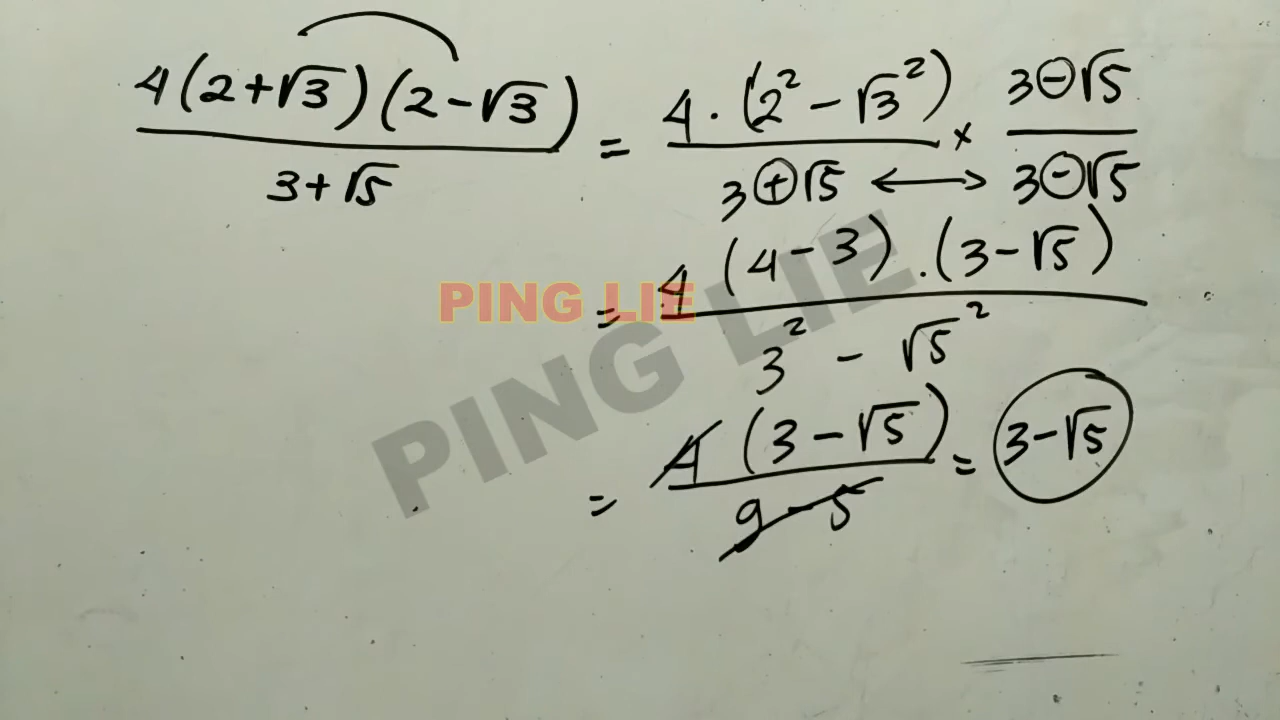 4(2+√3)(2-√3) / 3+√5 = 4·(2²-√3²) / 3+√5 × 3-√5 / 3-√5
= 4(4-3).(3-√5) / 3² - √5²
= 4(3-√5) / 9-5 = 3-√5
PING LIE
PING LIE